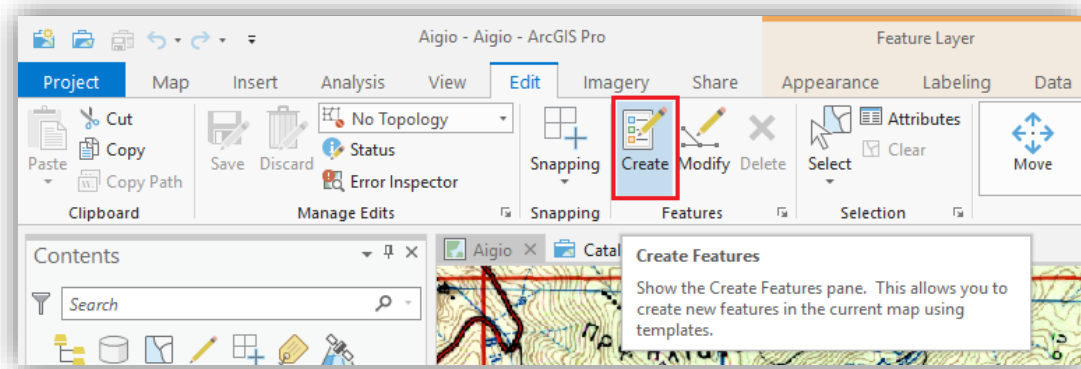 Aigio - Aigio - ArcGIS Pro
Feature Layer
Project Map Insert Analysis View Edit Imagery Share Appearance Labeling Data
Paste
Cut
Copy
Copy Path
Clipboard
Save Discard
No Topology
Status
Error Inspector
Manage Edits
Snapping
Snapping
Create Modify Delete
Features
Select
Attributes
Clear
Selection
Move
Contents
Search
Aigio
Catal
Create Features
Show the Create Features pane. This allows you to
create new features in the current map using
templates.